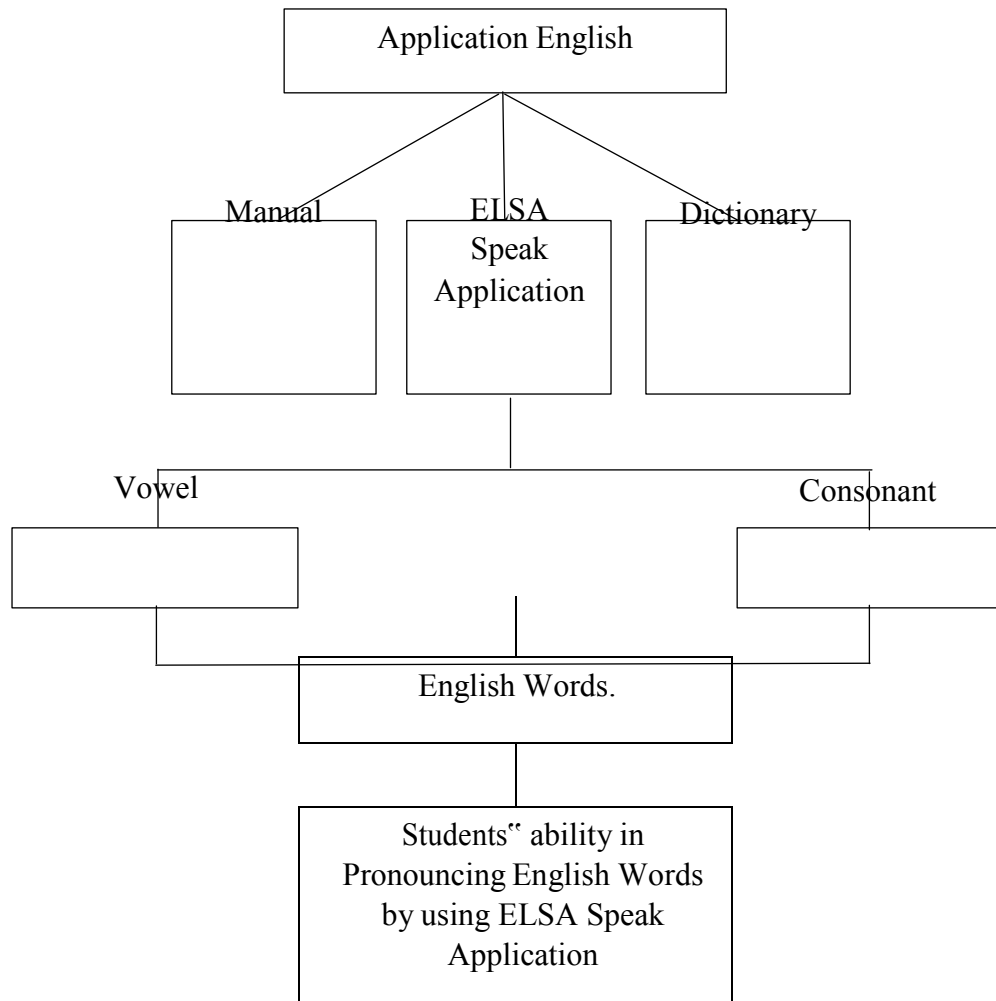 Application English
Manual
ELSA
Speak
Application
Dictionary
Vowel
Consonant
English Words.
Students‟ ability in
Pronouncing English Words
by using ELSA Speak
Application